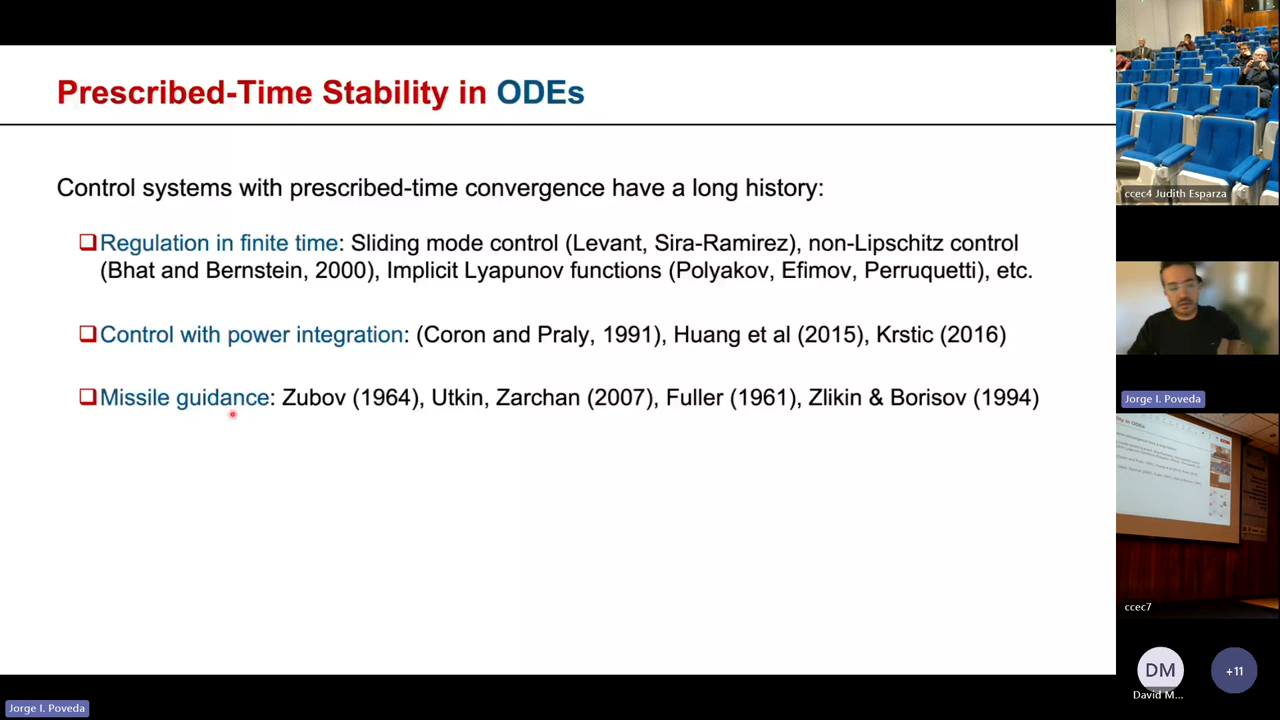 Prescribed-Time Stability in ODEs
Control systems with prescribed-time convergence have a long history:
Regulation in finite time: Sliding mode control (Levant, Sira-Ramirez), non-Lipschitz control
(Bhat and Bernstein, 2000), Implicit Lyapunov functions (Polyakov, Efimov, Perruquetti), etc.
Control with power integration: (Coron and Praly, 1991), Huang et al (2015), Krstic (2016)
Missile guidance: Zubov (1964), Utkin, Zarchan (2007), Fuller (1961), Zlikin & Borisov (1994)
ccec4 Judith Esparza
Jorge I. Poveda
ccec7
DM
David M...
+11
Jorge I. Poveda